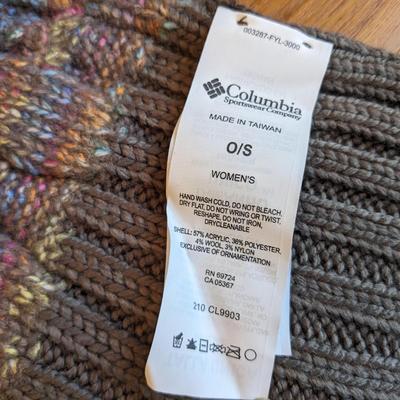 003287-FYL-3000
Columbia
Sportswear Company
MADE IN TAIWAN
O/S
WOMEN'S
HAND WASH COLD, DO NOT BLEACH,
DRY FLAT, DO NOT WRING OR TWIST,
RESHAPE, DO NOT IRON,
DRYCLEANABLE
SHELL: 57% ACRYLIC, 36% POLYESTER,
4% WOOL, 3% NYLON
EXCLUSIVE OF ORNAMENTATION
RN 69724
CA 05367
210 CL9903